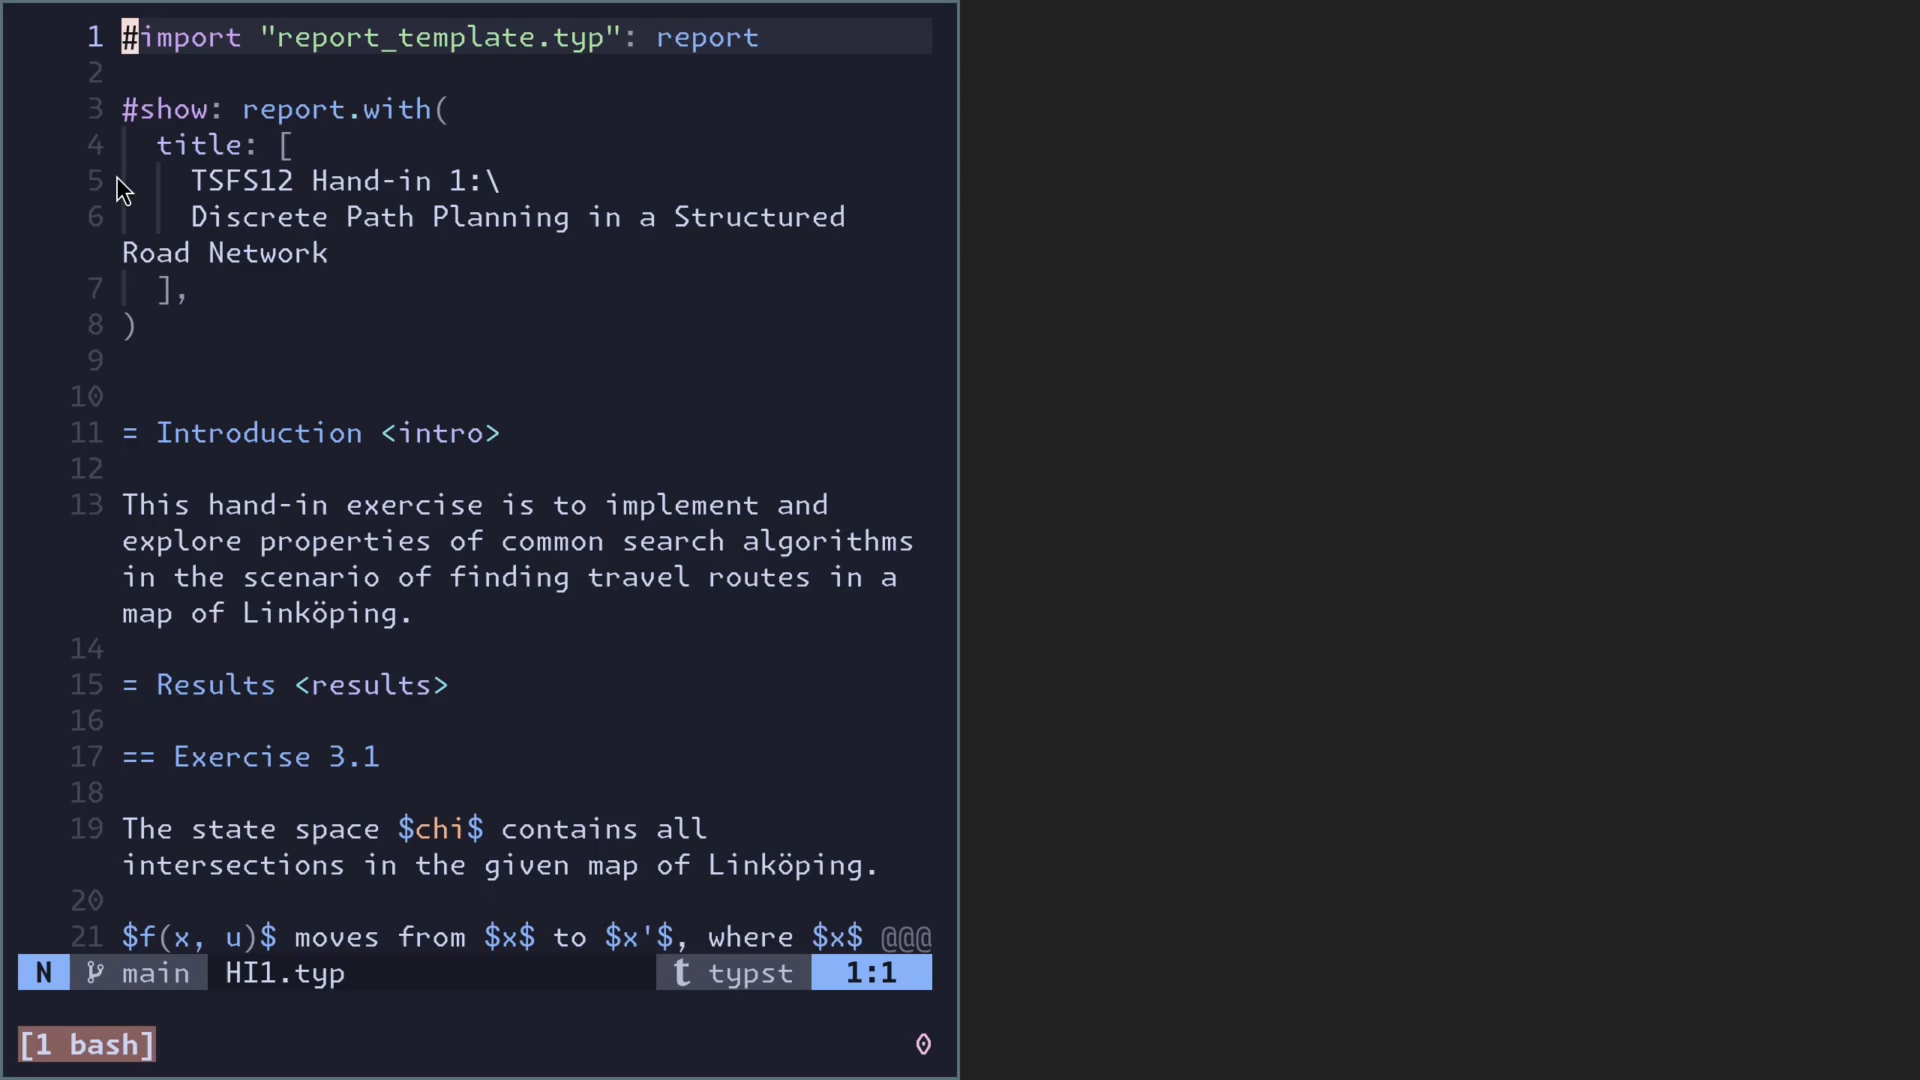 1 #import "report_template.typ": report
2
3 #show: report.with(
4 title: [
5 TSFS12 Hand-in 1:\
6 Discrete Path Planning in a Structured
Road Network
7 ],
8 )
9
10
11 = Introduction <intro>
12
13 This hand-in exercise is to implement and
explore properties of common search algorithms
in the scenario of finding travel routes in a
map of Linköping.
14
15 = Results <results>
16
17 == Exercise 3.1
18
19 The state space $chi$ contains all
intersections in the given map of Linköping.
20
21 $f(x, u)$ moves from $x$ to $x'$, where $x$ @@@
N main HI1.typ t typst 1:1
[1 bash] 0